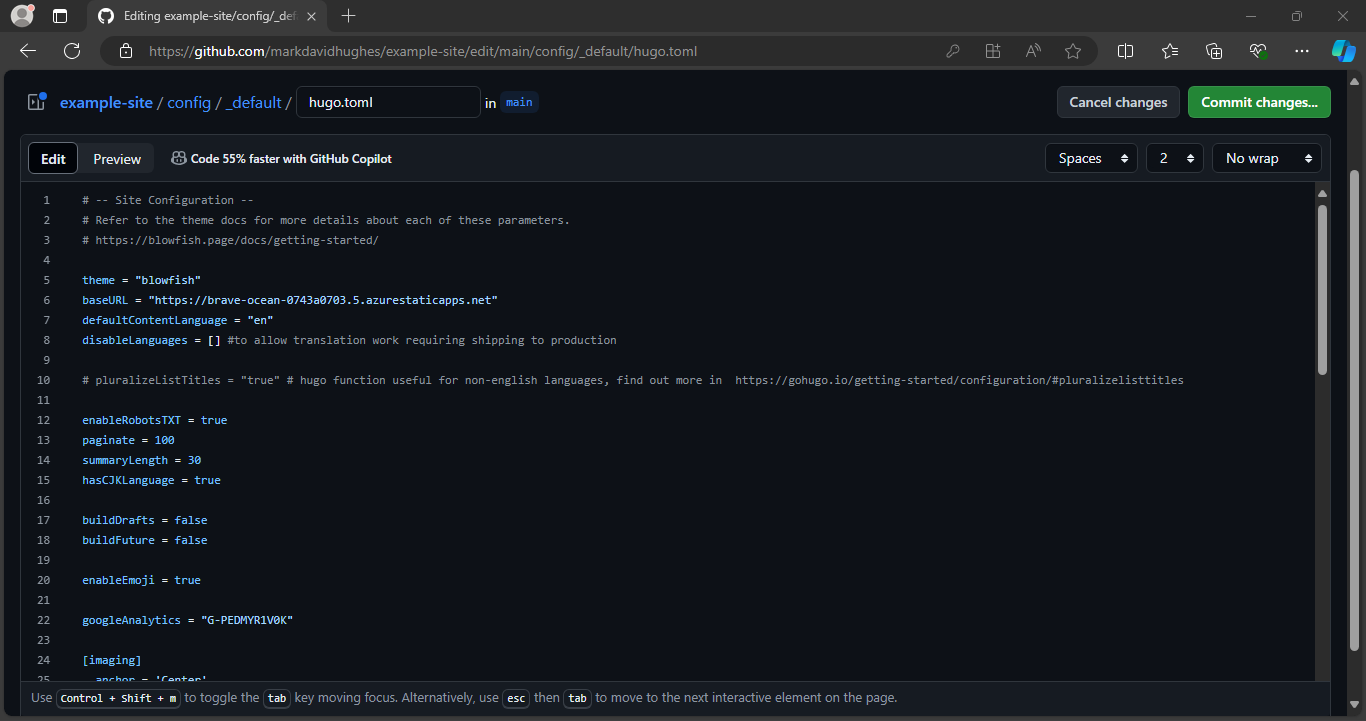 Editing example-site/config/_def
https://github.com/markdavidhughes/example-site/edit/main/config/_default/hugo.toml
example-site / config / _default / hugo.toml in main
Cancel changes
Commit changes...
Edit
Preview
Code 55% faster with GitHub Copilot
Spaces
2
No wrap
1 # -- Site Configuration --
2 # Refer to the theme docs for more details about each of these parameters.
3 # https://blowfish.page/docs/getting-started/
4
5 theme = "blowfish"
6 baseURL = "https://brave-ocean-0743a0703.5.azurestaticapps.net"
7 defaultContentLanguage = "en"
8 disableLanguages = [] #to allow translation work requiring shipping to production
9
10 # pluralizeListTitles = "true" # hugo function useful for non-english languages, find out more in  https://gohugo.io/getting-started/configuration/#pluralizelisttitles
11
12 enableRobotsTXT = true
13 paginate = 100
14 summaryLength = 30
15 hasCJKLanguage = true
16
17 buildDrafts = false
18 buildFuture = false
19
20 enableEmoji = true
21
22 googleAnalytics = "G-PEDMYR1V0K"
23
24 [imaging]
25 anchor = 'Center'
Use Control + Shift + m to toggle the tab key moving focus. Alternatively, use esc then tab to move to the next interactive element on the page.